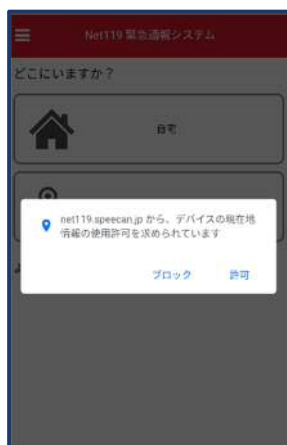 Net119 緊急通報システム
どこにいますか？
自宅
net119.speecan.jp から、デバイスの現在地
情報の使用許可を求められています
ブロック
許可